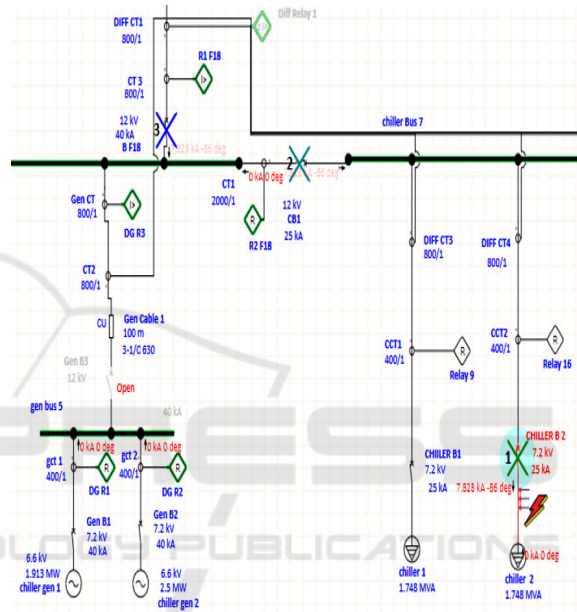 DIFF CT1
800/1
Diff Relay 1
R1 F18
CT 3
800/1
I>
12 kV
40 kA
B F18
3
chiller Bus 7
2
CT1
2000/1
0 kA 0 deg
12 kV
CB1
25 kA
R
R2 F18
Gen CT
800/1
I>
DG R3
CT2
800/1
DIFF CT3
800/1
DIFF CT4
800/1
CU
Gen Cable 1
100 m
3-1/C 630
CCT1
400/1
R
Relay 9
CCT2
400/1
R
Relay 16
Gen B3
12 kV
Open
40 kA
gen bus 5
0 kA 0 deg
0 kA 0 deg
gct 1
400/1
R
DG R1
gct 2
400/1
R
DG R2
CHIILER B1
7.2 kV
25 kA
1
CHILLER B 2
7.2 kV
25 kA
7.828 kA -86 deg
Gen B1
7.2 kV
40 kA
Gen B2
7.2 kV
40 kA
6.6 kV
1.913 MW
chiller gen 1
6.6 kV
2.5 MW
chiller gen 2
chiller 1
1.748 MVA
0 kA 0 deg
chiller 2
1.748 MVA
OLOGY PUBLICATIONS